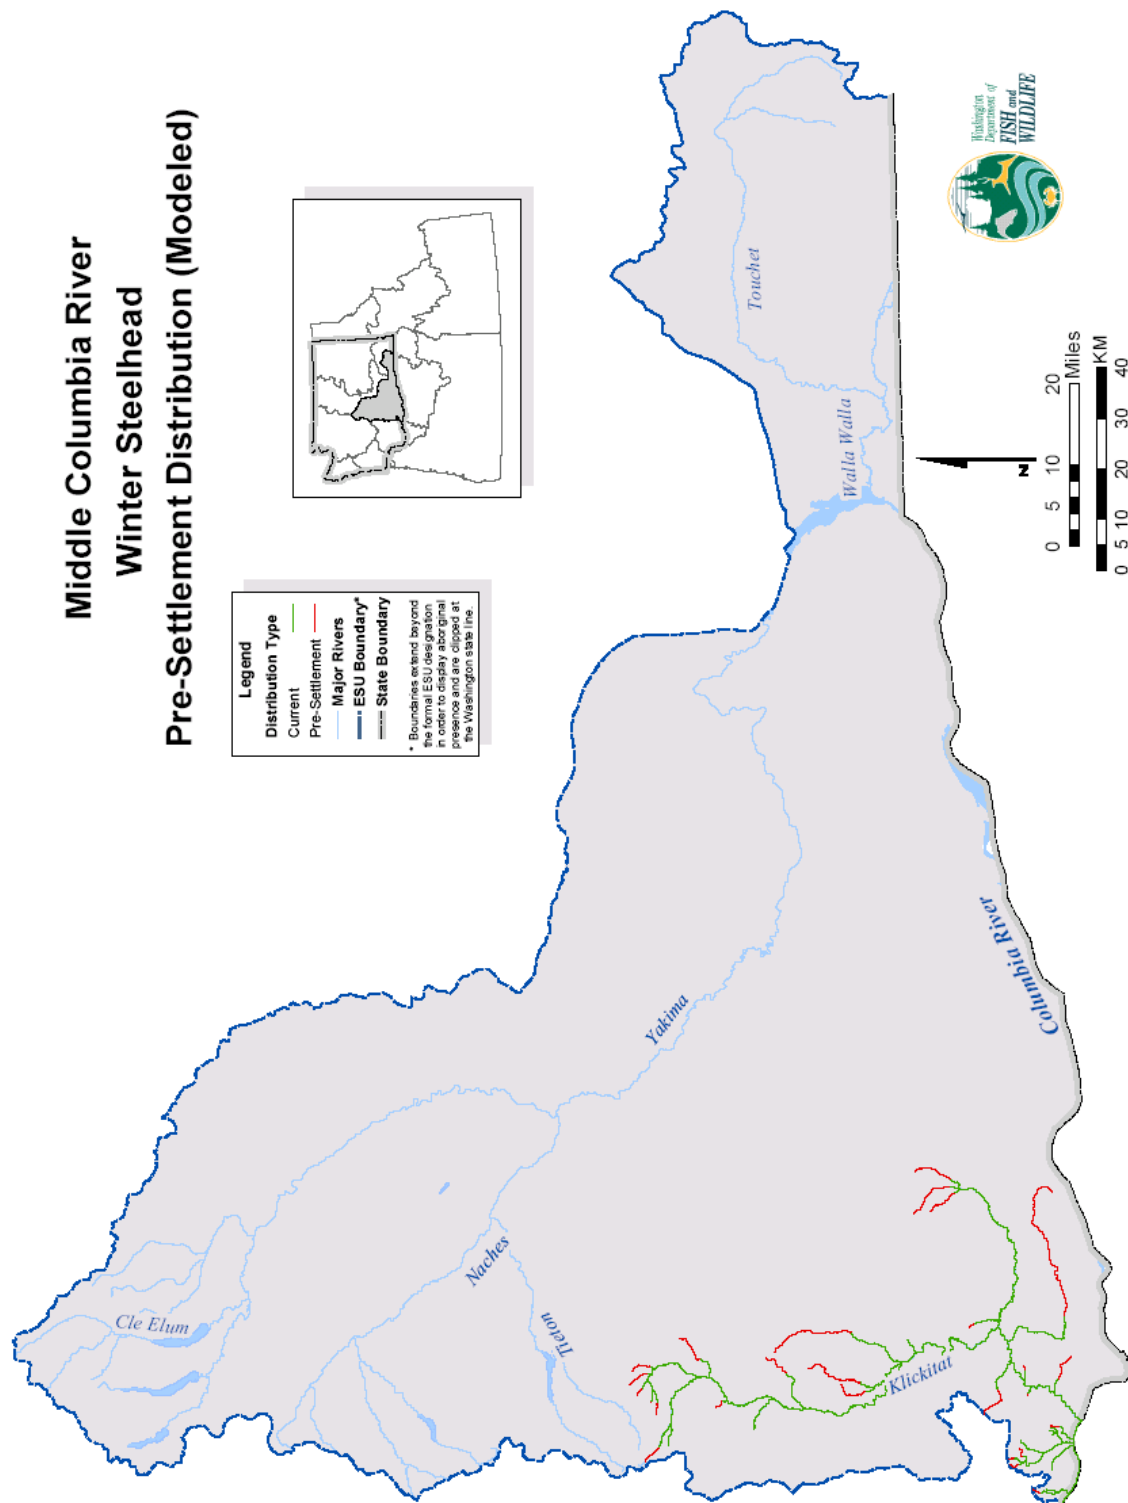 Middle Columbia River
Winter Steelhead
Pre-Settlement Distribution (Modeled)
Legend
Distribution Type
Current
Pre-Settlement
Major Rivers
ESU Boundary*
State Boundary
* Boundaries extend beyond
the formal ESU designation
in order to display aboriginal
presence and are clipped at
the Washington state line.
Cle Elum
Naches
Tieton
Yakima
Klickitat
Columbia River
Walla Walla
Touchet
N
0 5 10 20 Miles
0 5 10 20 30 40 KM
Washington
Department of
FISH and
WILDLIFE